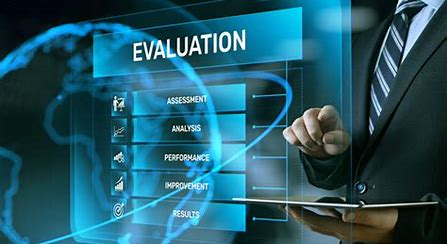 EVALUATION
ASSESSMENT
ANALYSIS
PERFORMANCE
IMPROVEMENT
RESULTS